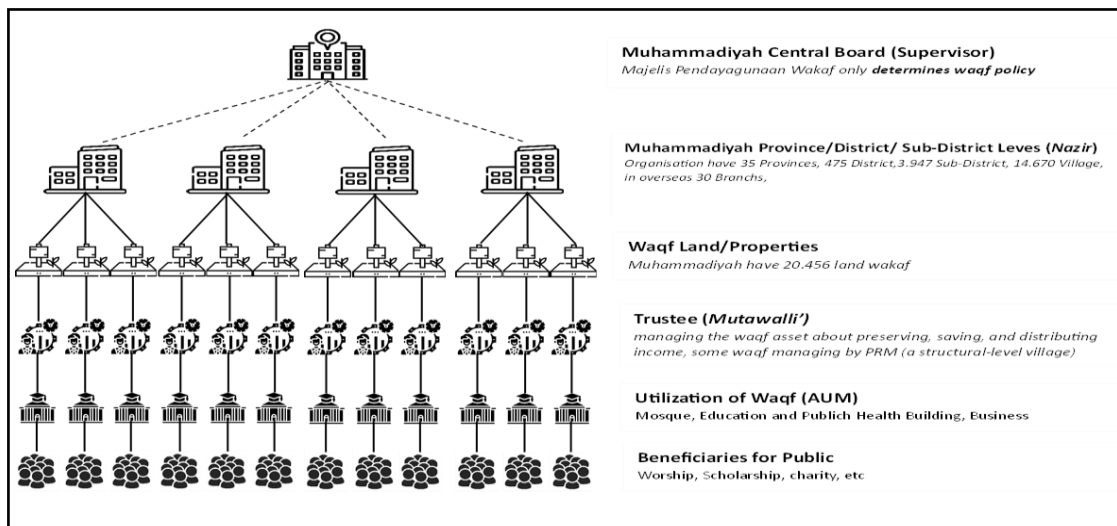 Muhammadiyah Central Board (Supervisor)
Majelis Pendayagunaan Wakaf only determines waqf policy
Muhammadiyah Province/District/ Sub-District Leves (Nazir)
Organisation have 35 Provinces, 475 District,3.947 Sub-District, 14.670 Village,
in overseas 30 Branchs,
Waqf Land/Properties
Muhammadiyah have 20.456 land wakaf
Trustee (Mutawalli’)
managing the waqf asset about preserving, saving, and distributing
income, some waqf managing by PRM (a structural-level village)
Utilization of Waqf (AUM)
Mosque, Education and Publich Health Building, Business
Beneficiaries for Public
Worship, Scholarship, charity, etc